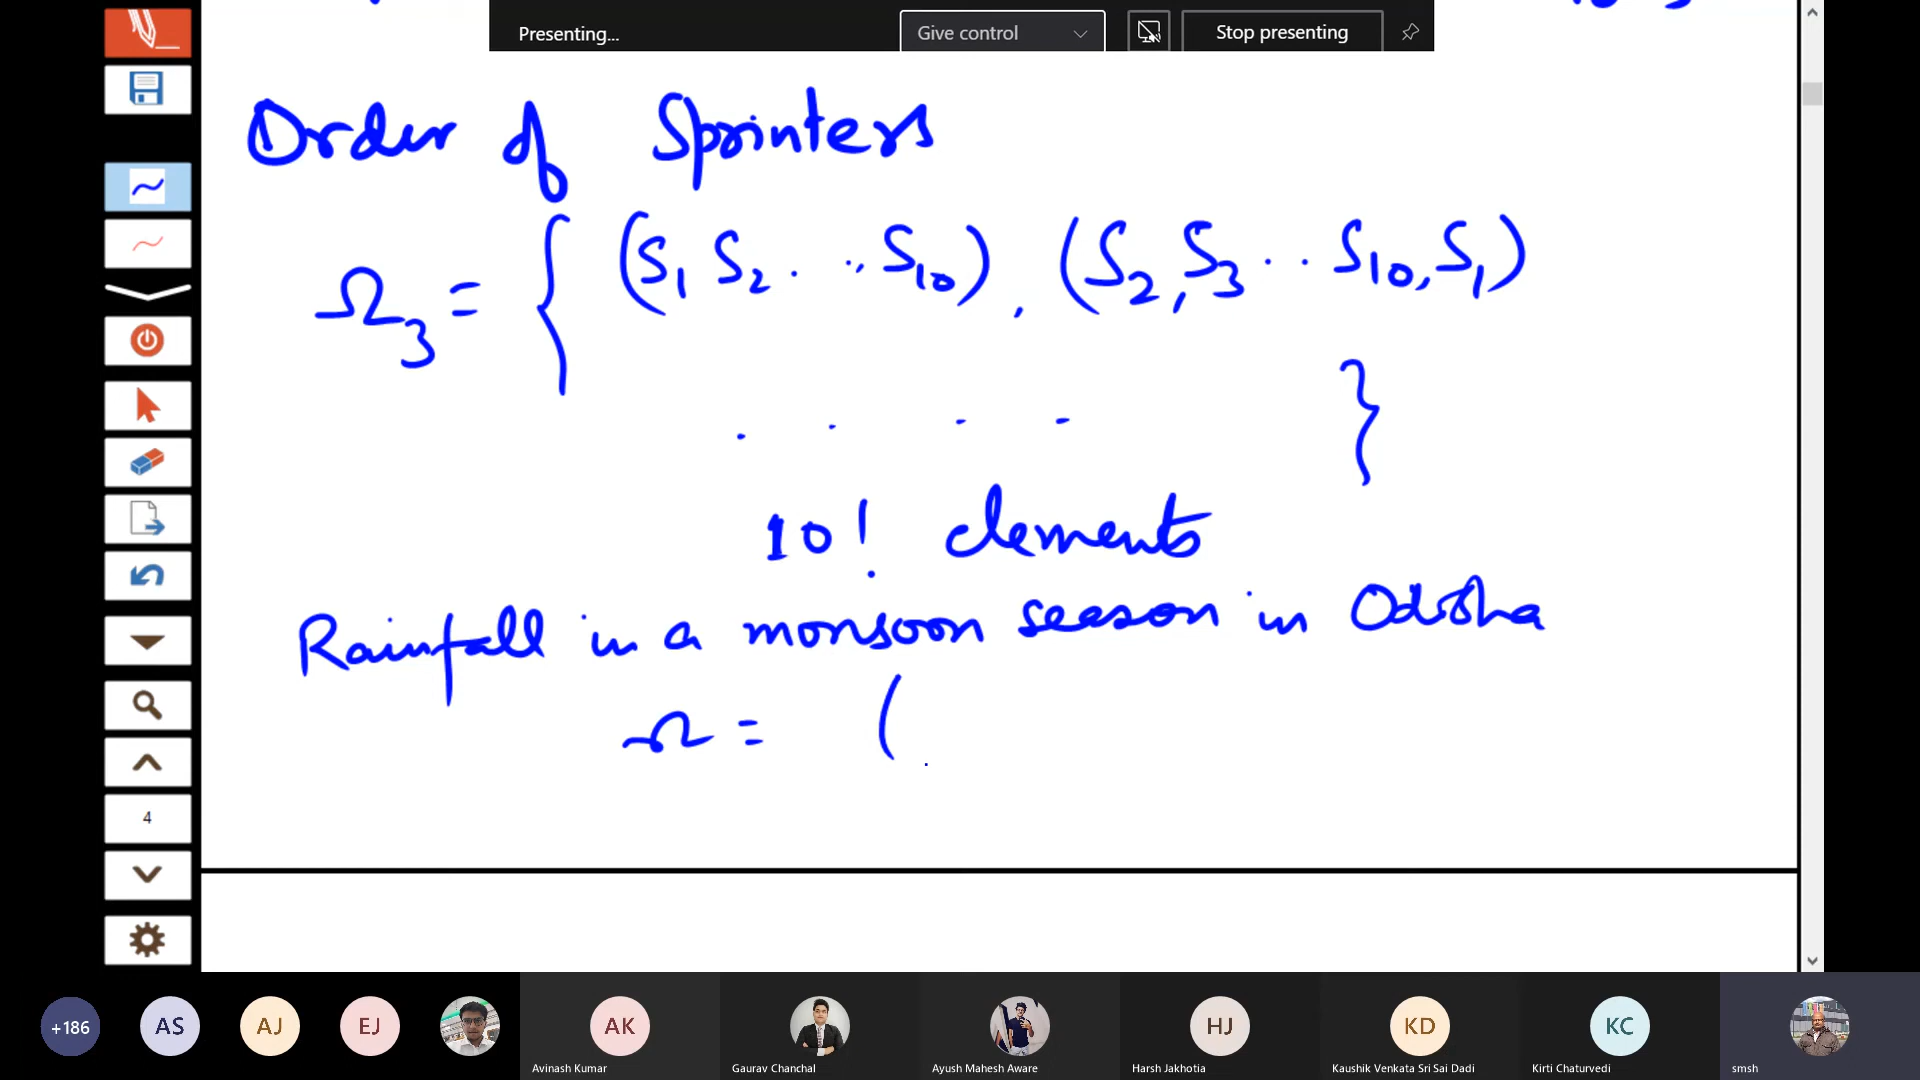 Presenting...
Give control
Stop presenting
Order of Sprinters
Ω₃ = { (S₁ S₂ . . , S₁₀) , (S₂, S₃ . . S₁₀, S₁)
. . . . }
10! elements
Rainfall in a monsoon season in Odisha
Ω = (
4
+186
AS
AJ
EJ
AK
HJ
KD
KC
Avinash Kumar
Gaurav Chanchal
Ayush Mahesh Aware
Harsh Jakhotia
Kaushik Venkata Sri Sai Dadi
Kirti Chaturvedi
smsh